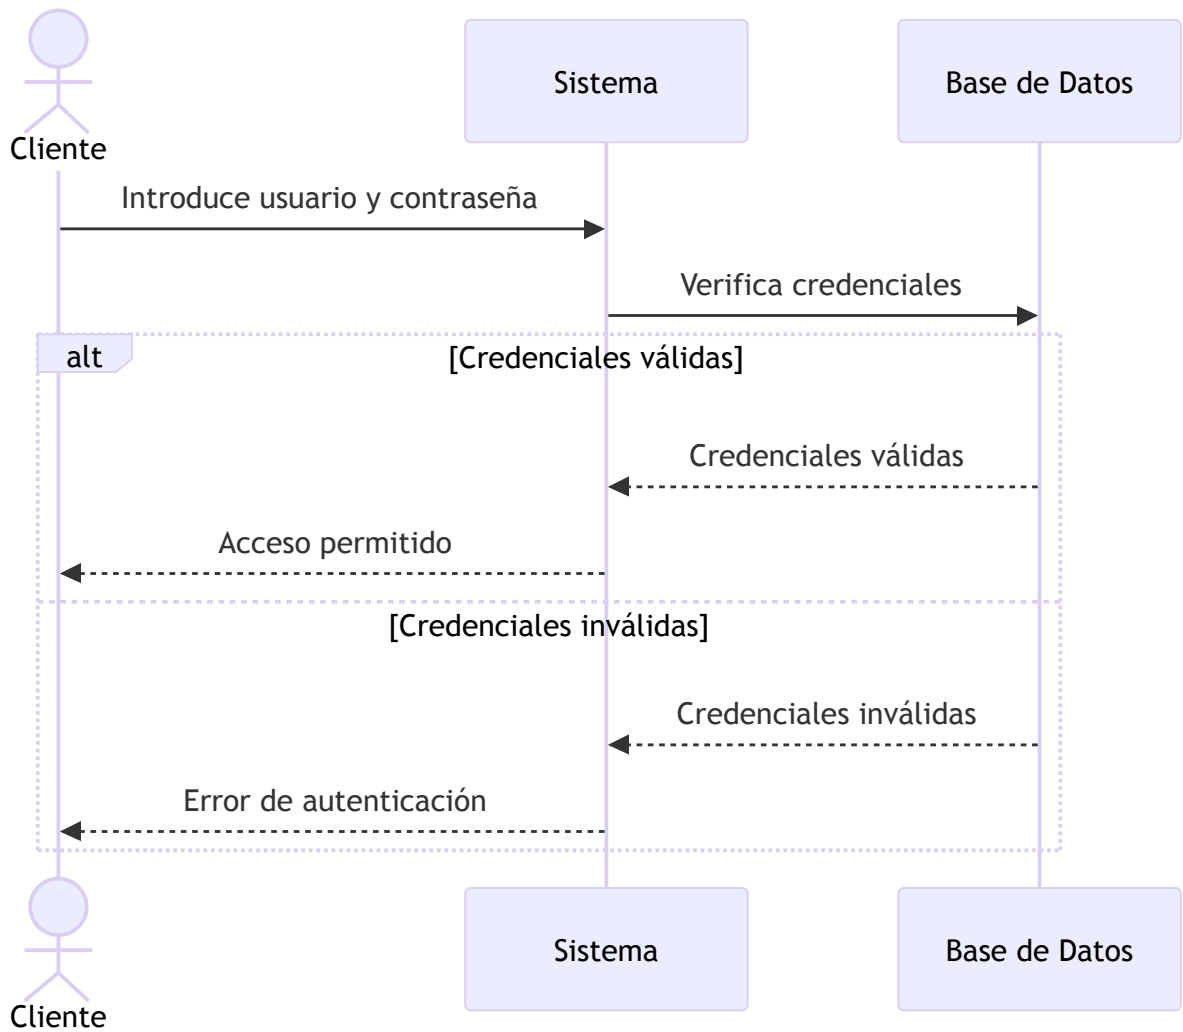 Sistema
Base de Datos
Cliente
Introduce usuario y contraseña
Verifica credenciales
alt
[Credenciales válidas]
Credenciales válidas
Acceso permitido
[Credenciales inválidas]
Credenciales inválidas
Error de autenticación
Sistema
Base de Datos
Cliente